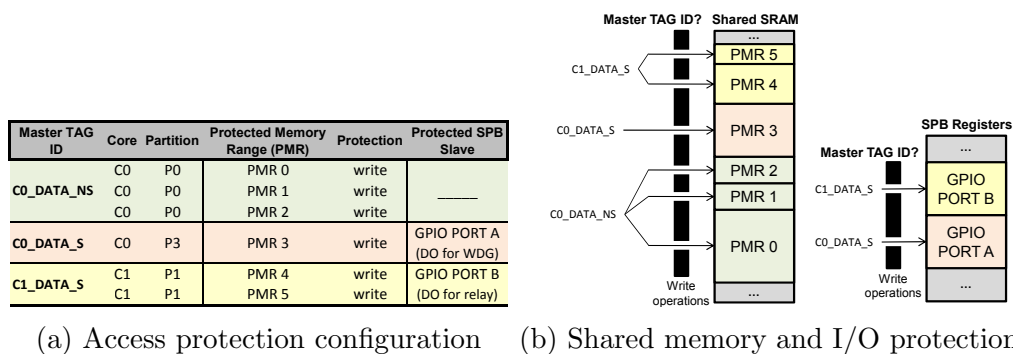 Master TAG ID Core Partition Protected Memory Range (PMR) Protection Protected SPB Slave
C0_DATA_NS C0 P0 PMR 0 write _____
C0 P0 PMR 1 write
C0 P0 PMR 2 write
C0_DATA_S C0 P3 PMR 3 write GPIO PORT A (DO for WDG)
C1_DATA_S C1 P1 PMR 4 write GPIO PORT B
C1 P1 PMR 5 write (DO for relay)
(a) Access protection configuration
Master TAG ID? Shared SRAM
...
PMR 5
C1_DATA_S
PMR 4
C0_DATA_S PMR 3
PMR 2
PMR 1
C0_DATA_NS
PMR 0
...
Write
operations
SPB Registers
Master TAG ID?
...
C1_DATA_S GPIO
PORT B
C0_DATA_S GPIO
PORT A
...
Write
operations
(b) Shared memory and I/O protection